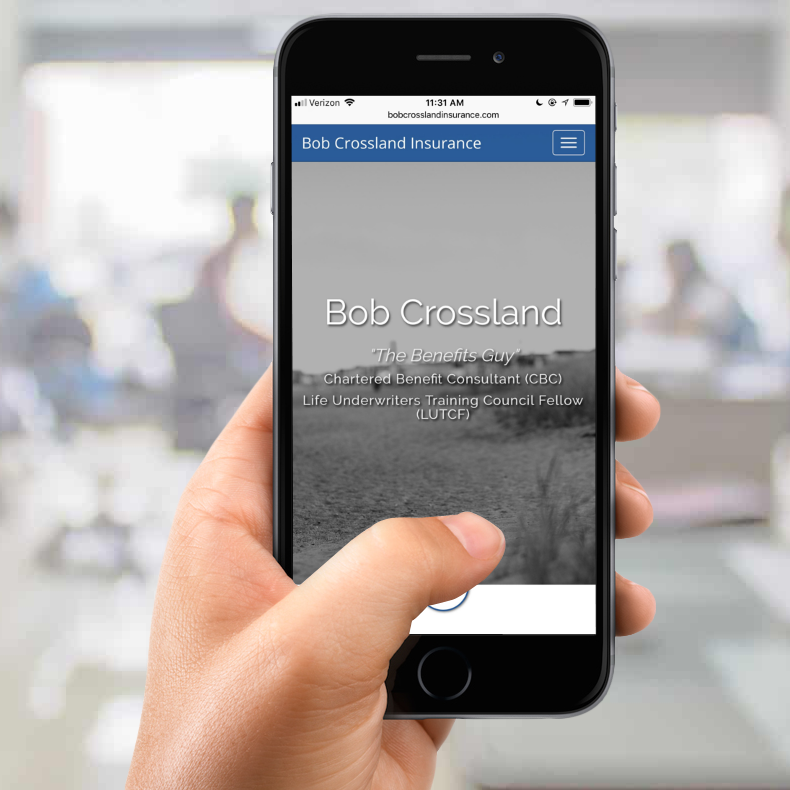 Verizon
11:31 AM
bobcrosslandinsurance.com
Bob Crossland Insurance
Bob Crossland
"The Benefits Guy"
Chartered Benefit Consultant (CBC)
Life Underwriters Training Council Fellow
(LUTCF)